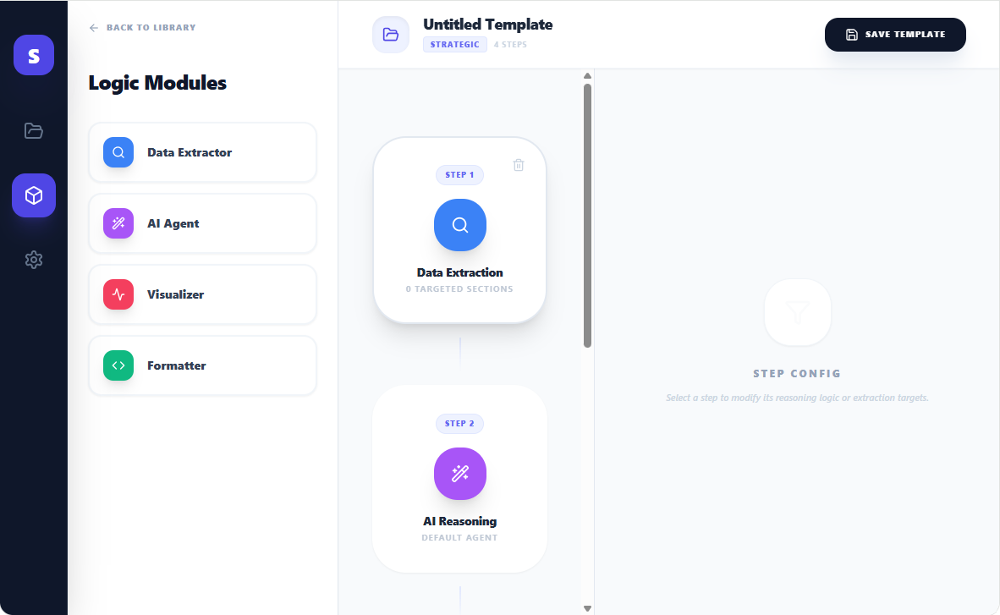 S
BACK TO LIBRARY
Logic Modules
Data Extractor
AI Agent
Visualizer
Formatter
Untitled Template
STRATEGIC 4 STEPS
SAVE TEMPLATE
STEP 1
Data Extraction
0 TARGETED SECTIONS
STEP 2
AI Reasoning
DEFAULT AGENT
STEP CONFIG
Select a step to modify its reasoning logic or extraction targets.